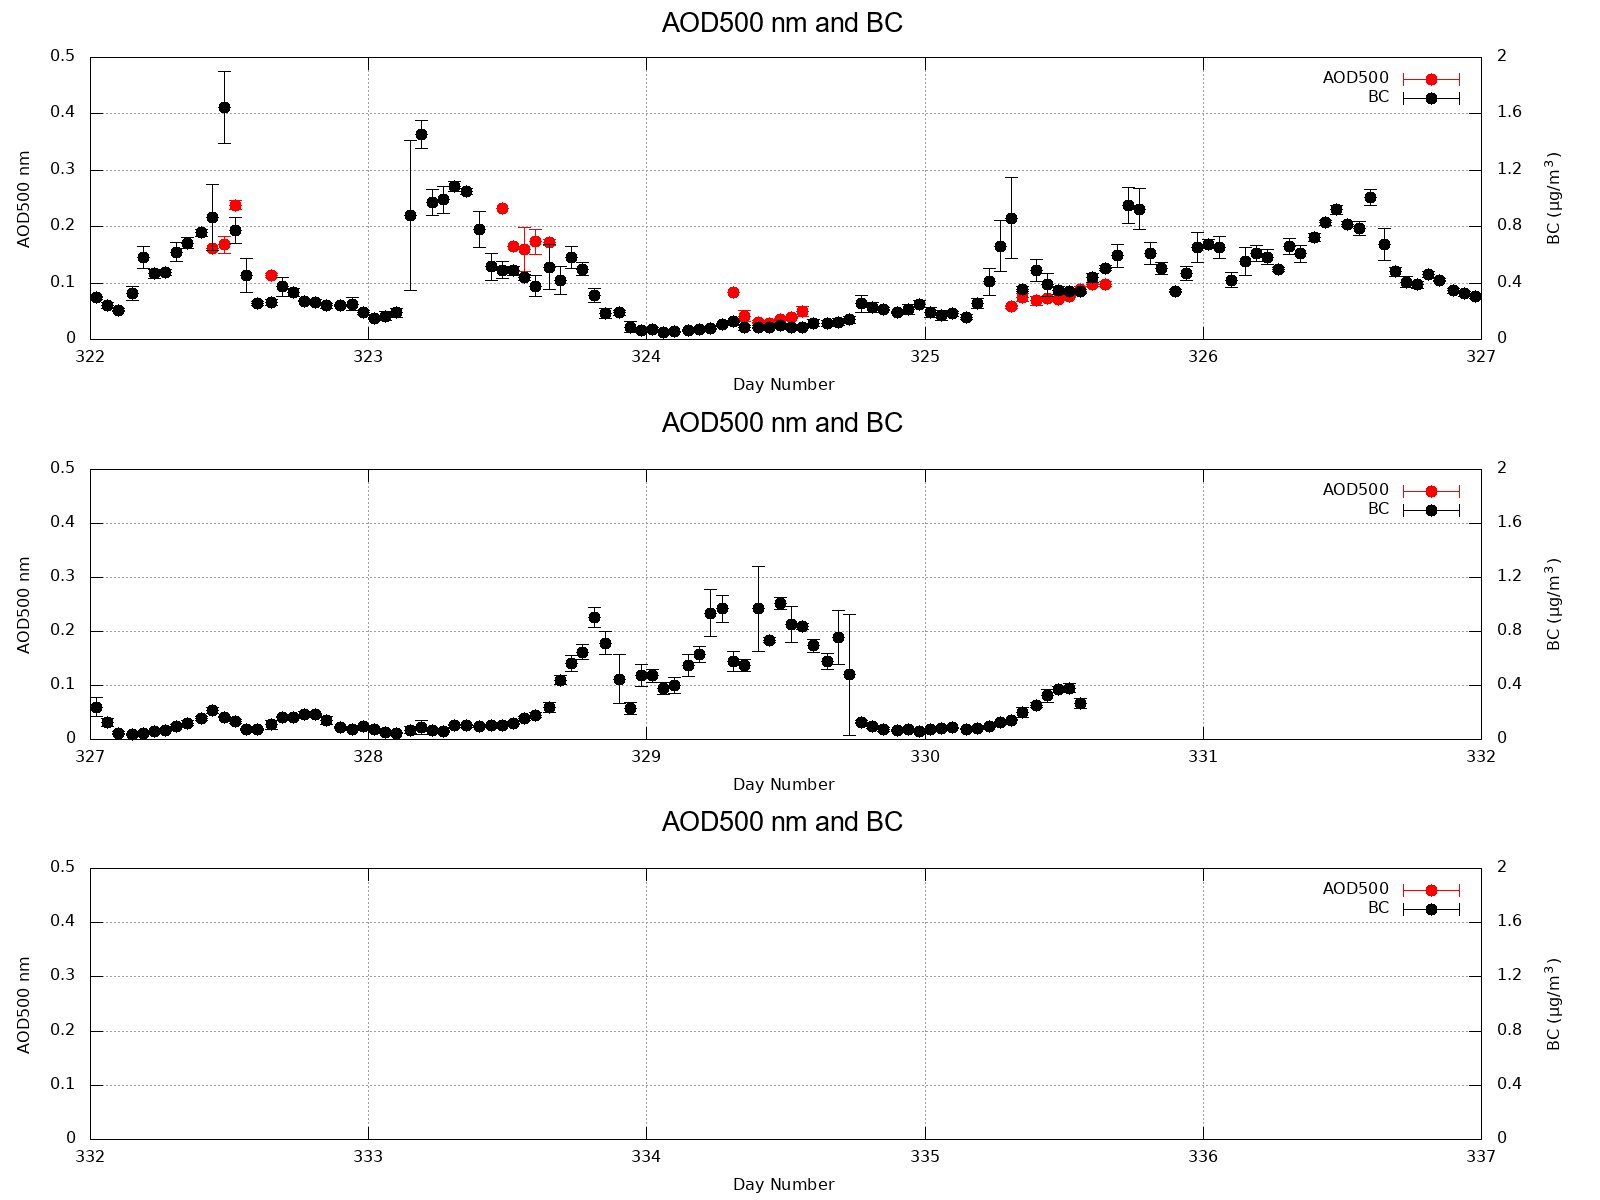 AOD500 nm and BC
0.5
0.4
0.3
0.2
0.1
0
2
1.6
1.2
0.8
0.4
0
AOD500 nm
BC (µg/m³)
AOD500
BC
322 323 324 325 326 327
Day Number
AOD500 nm and BC
0.5
0.4
0.3
0.2
0.1
0
2
1.6
1.2
0.8
0.4
0
AOD500 nm
BC (µg/m³)
AOD500
BC
327 328 329 330 331 332
Day Number
AOD500 nm and BC
0.5
0.4
0.3
0.2
0.1
0
2
1.6
1.2
0.8
0.4
0
AOD500 nm
BC (µg/m³)
AOD500
BC
332 333 334 335 336 337
Day Number